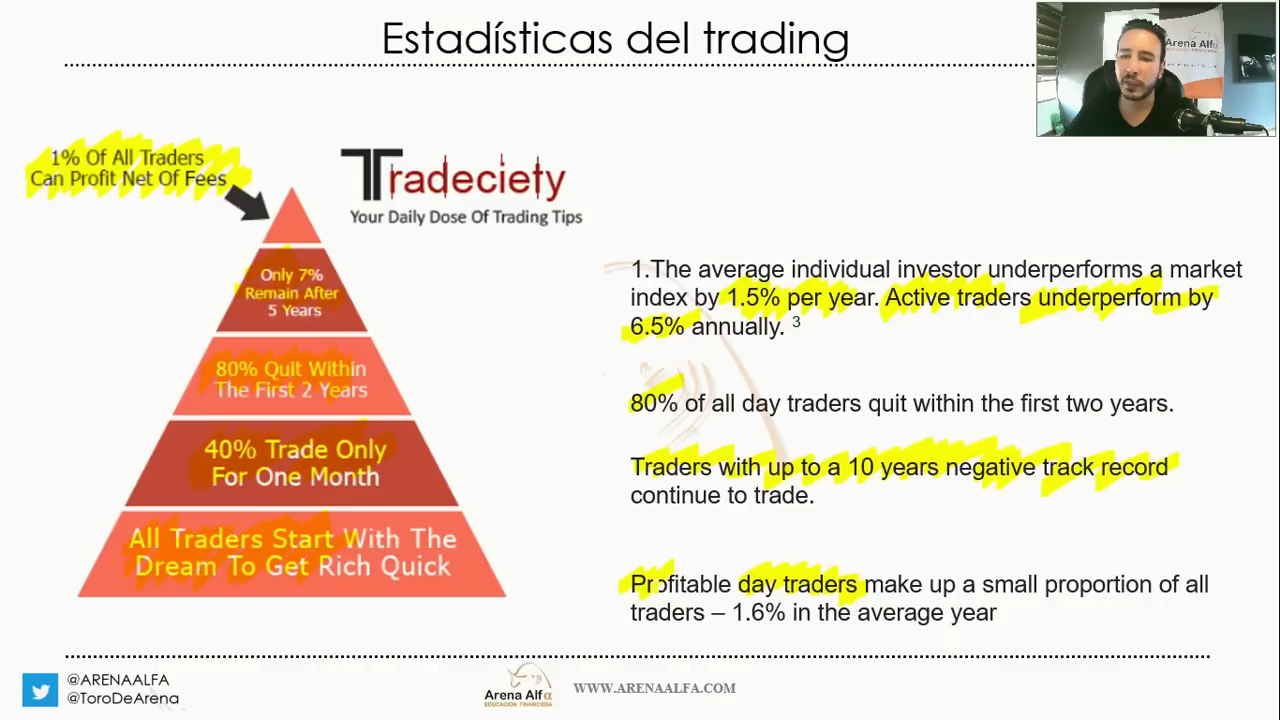 Estadísticas del trading
Arena Alfα
1% Of All Traders
Can Profit Net Of Fees
Tradeciety
Your Daily Dose Of Trading Tips
Only 7%
Remain After
5 Years
80% Quit Within
The First 2 Years
40% Trade Only
For One Month
All Traders Start With The
Dream To Get Rich Quick
1.The average individual investor underperforms a market
index by 1.5% per year. Active traders underperform by
6.5% annually. 3
80% of all day traders quit within the first two years.
Traders with up to a 10 years negative track record
continue to trade.
Profitable day traders make up a small proportion of all
traders – 1.6% in the average year
@ARENAALFA
@ToroDeArena
Arena Alfα
EDUCACIÓN FINANCIERA
WWW.ARENAALFA.COM